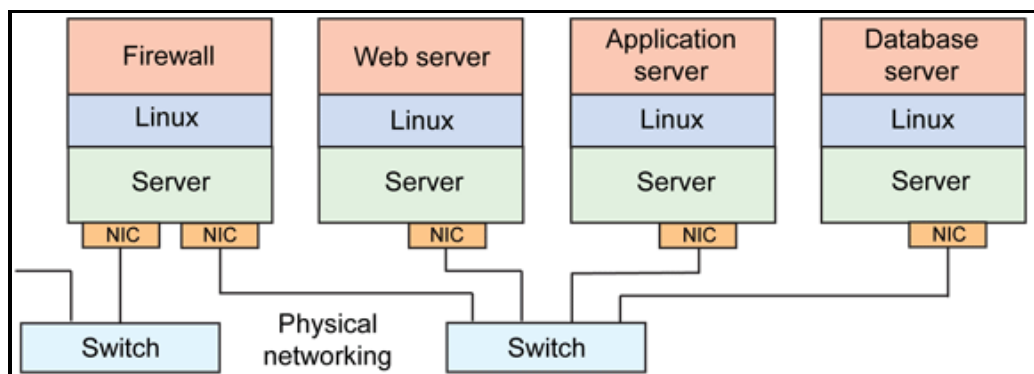 Firewall
Web server
Application
server
Database
server
Linux
Linux
Linux
Linux
Server
Server
Server
Server
NIC
NIC
NIC
NIC
NIC
Physical
networking
Switch
Switch